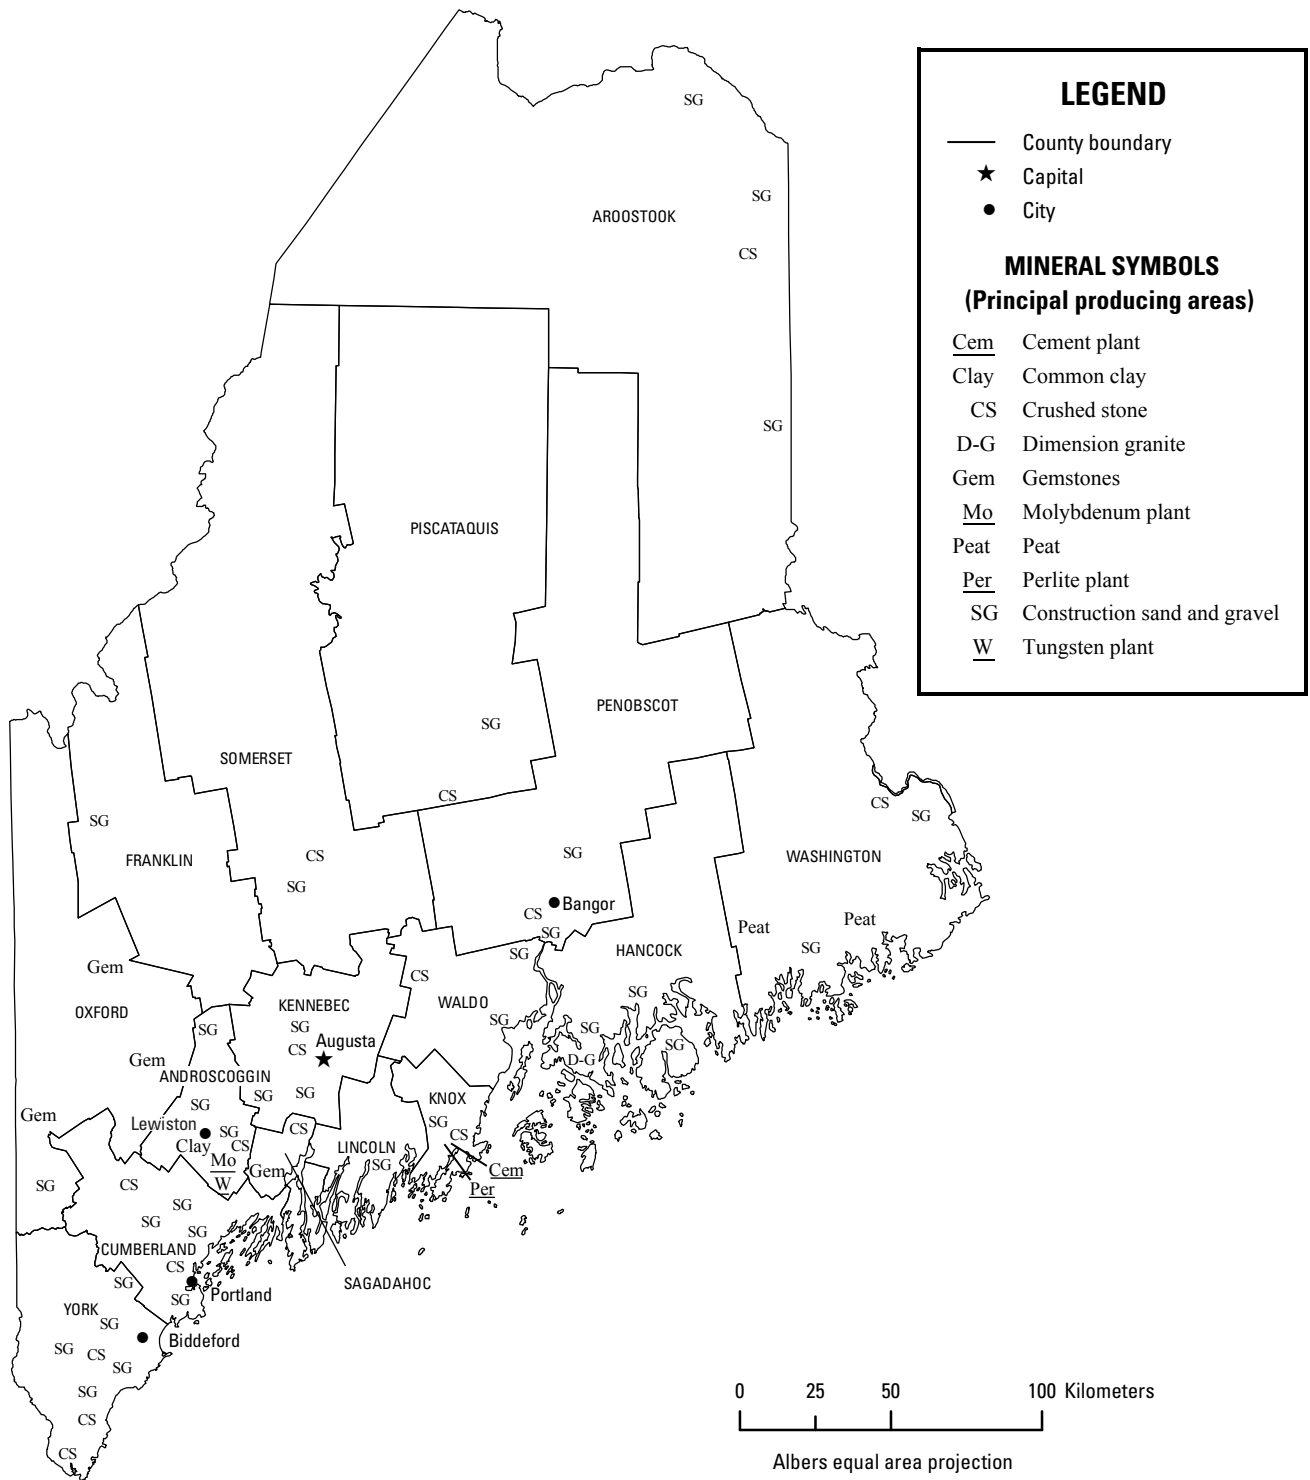 LEGEND
County boundary
Capital
City
MINERAL SYMBOLS
(Principal producing areas)
Cem Cement plant
Clay Common clay
CS Crushed stone
D-G Dimension granite
Gem Gemstones
Mo Molybdenum plant
Peat Peat
Per Perlite plant
SG Construction sand and gravel
W Tungsten plant
SG
SG
AROOSTOOK
CS
SG
PISCATAQUIS
PENOBSCOT
SG
SOMERSET
CS
CS
SG
SG
FRANKLIN
CS
SG
WASHINGTON
SG
SG
Bangor
CS
Peat
Peat
SG
SG
HANCOCK
SG
Gem
CS
SG
OXFORD
KENNEBEC
WALDO
SG
SG
SG
SG
Augusta
SG
CS
Gem
D-G
ANDROSCOGGIN
SG
SG
KNOX
SG
Gem
Lewiston
SG
CS
SG
CS
Clay
CS
LINCOLN
Mo
Gem
SG
Cem
W
SG
CS
Per
SG
SG
SG
CUMBERLAND
CS
SG
SAGADAHOC
Portland
SG
YORK
SG
Biddeford
SG
CS
SG
SG
CS
CS
0 25 50 100 Kilometers
Albers equal area projection